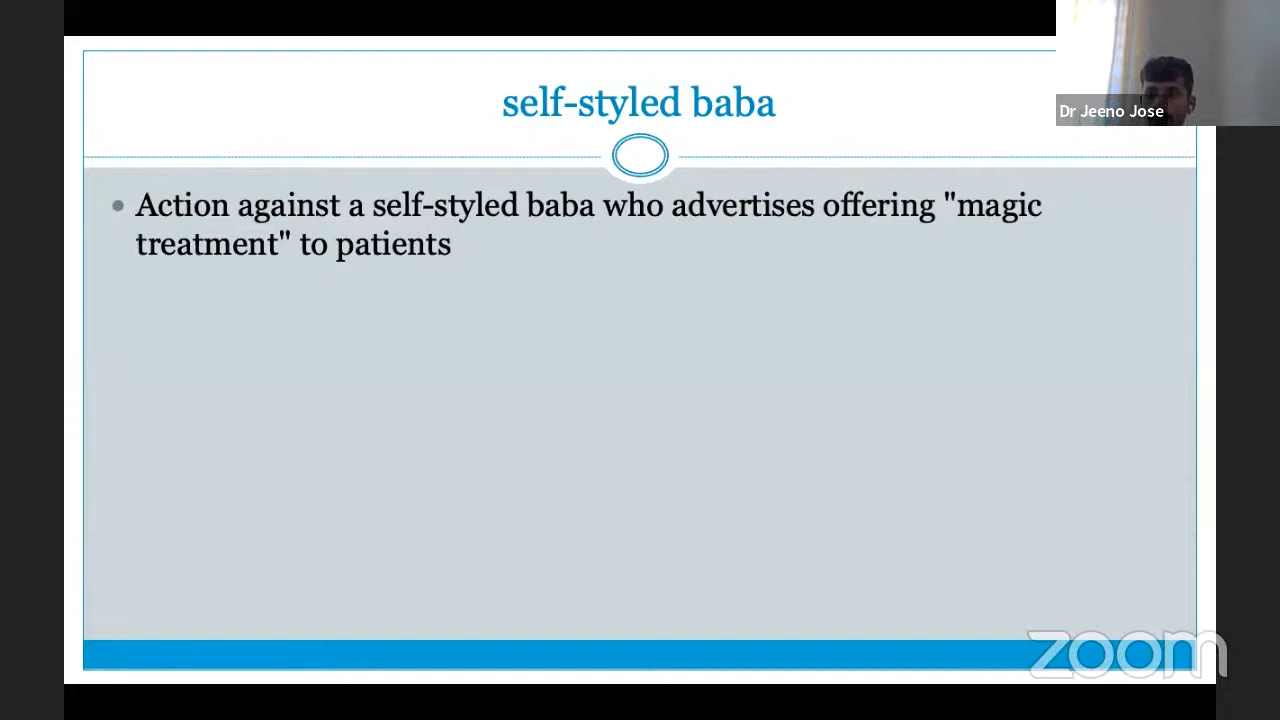 self-styled baba
Dr Jeeno Jose
Action against a self-styled baba who advertises offering "magic
treatment" to patients
zoom